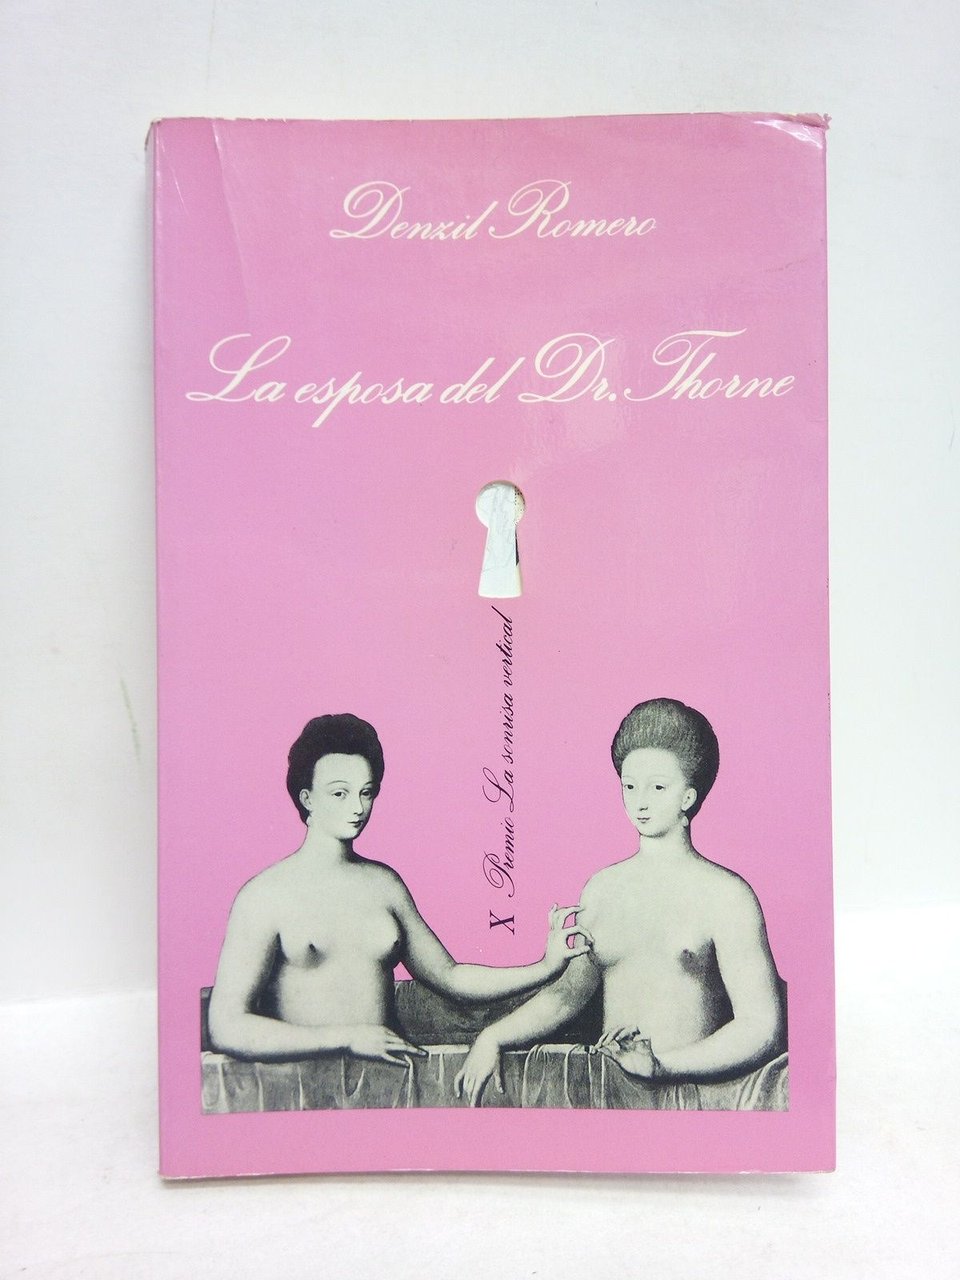 Denzil Romero
La esposa del Dr. Thorne
X Premio La sonrisa vertical